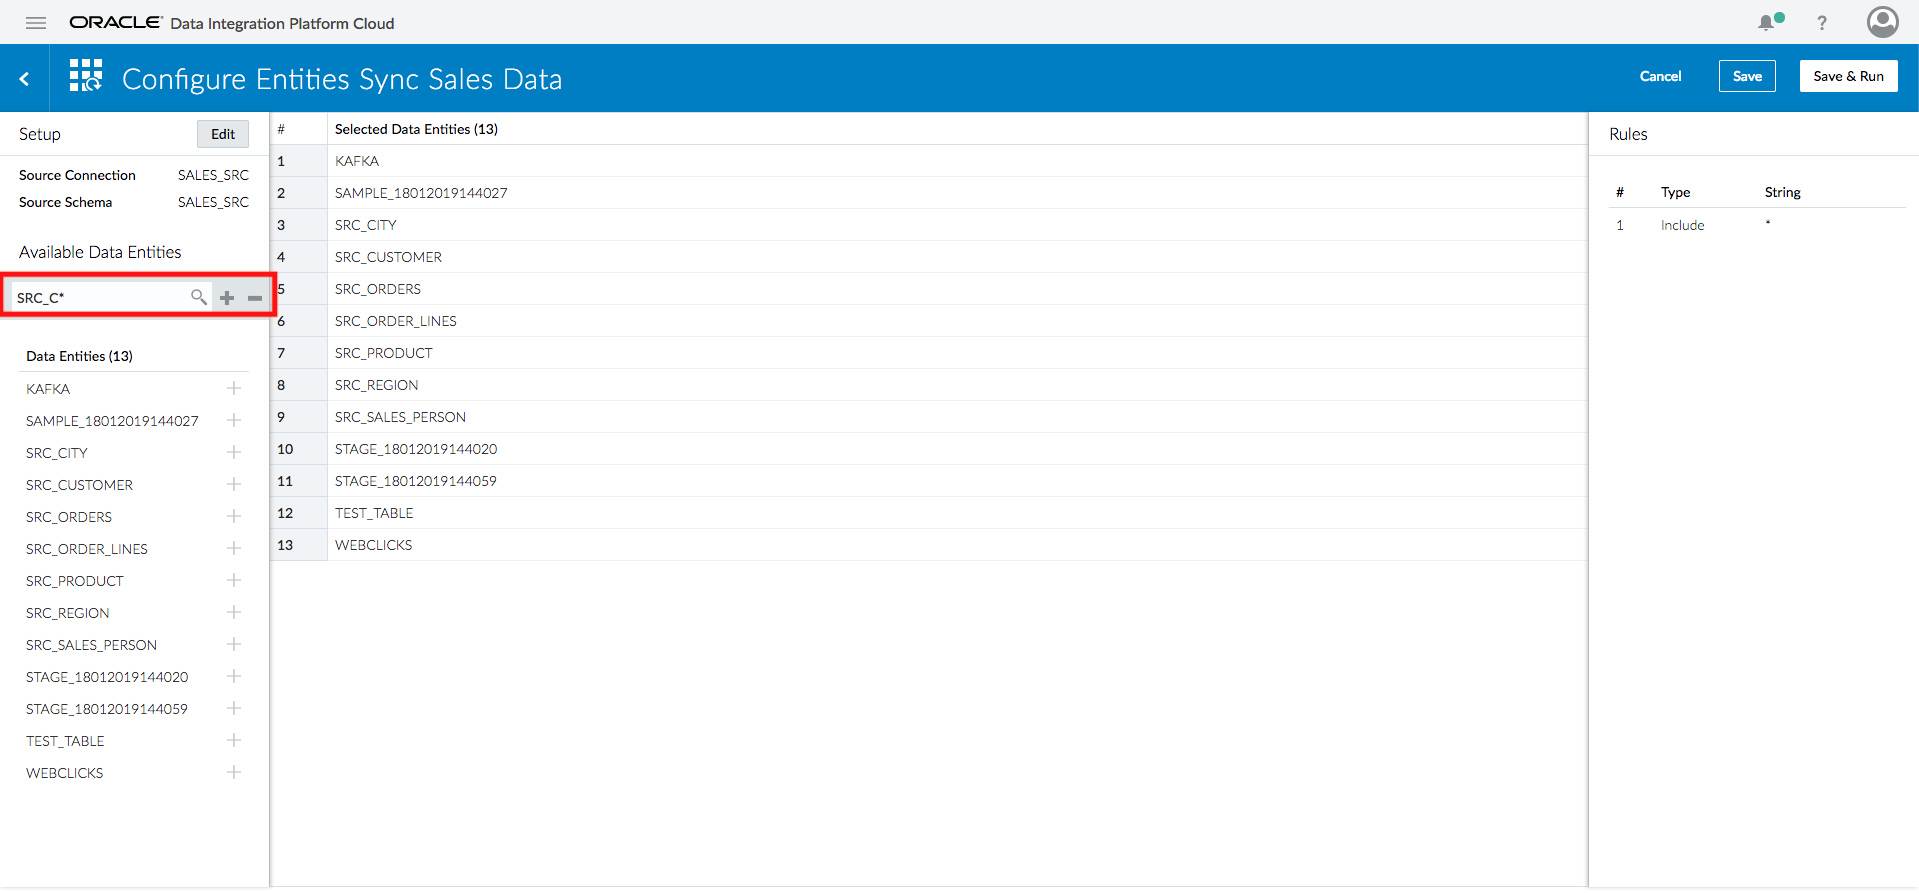 ORACLE® Data Integration Platform Cloud
?
Configure Entities Sync Sales Data
Cancel
Save
Save & Run
Setup
Edit
Source Connection SALES_SRC
Source Schema SALES_SRC
Available Data Entities
SRC_C*
Data Entities (13)
KAFKA
SAMPLE_18012019144027
SRC_CITY
SRC_CUSTOMER
SRC_ORDERS
SRC_ORDER_LINES
SRC_PRODUCT
SRC_REGION
SRC_SALES_PERSON
STAGE_18012019144020
STAGE_18012019144059
TEST_TABLE
WEBCLICKS
# Selected Data Entities (13)
1 KAFKA
2 SAMPLE_18012019144027
3 SRC_CITY
4 SRC_CUSTOMER
5 SRC_ORDERS
6 SRC_ORDER_LINES
7 SRC_PRODUCT
8 SRC_REGION
9 SRC_SALES_PERSON
10 STAGE_18012019144020
11 STAGE_18012019144059
12 TEST_TABLE
13 WEBCLICKS
Rules
# Type String
1 Include *